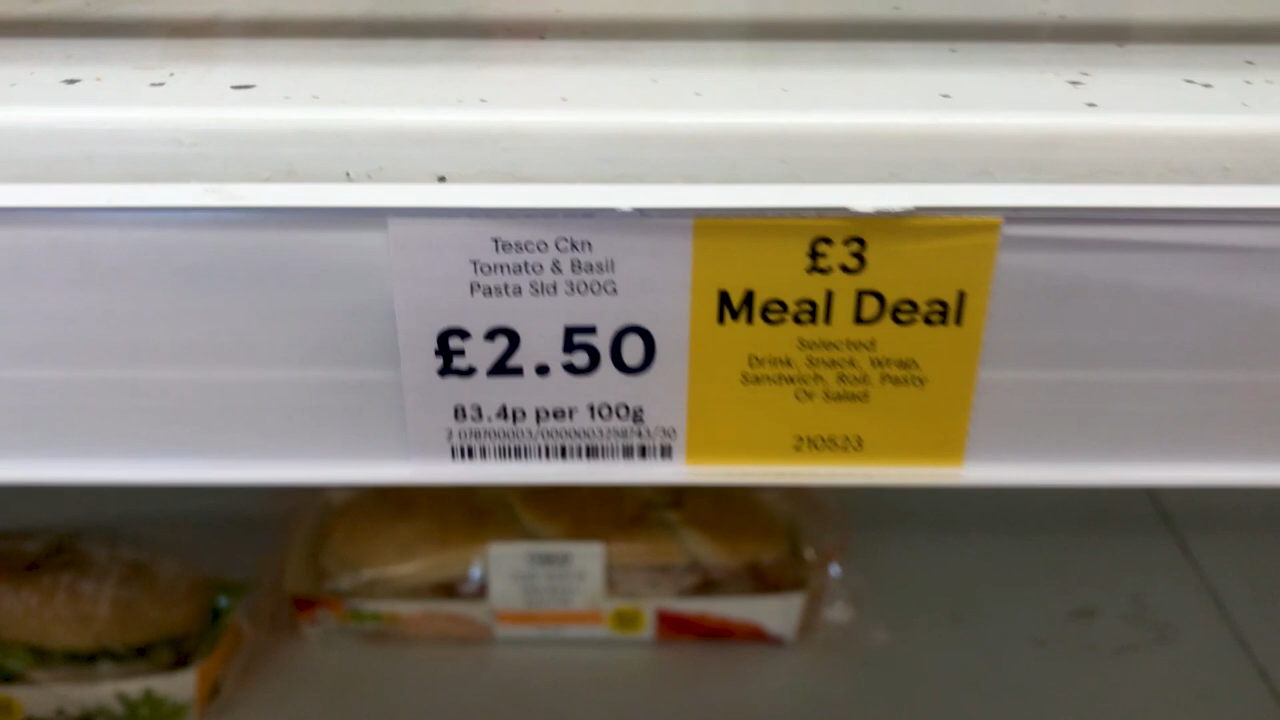 Tesco Ckn
Tomato & Basil
Pasta Sld 300G
£2.50
83.4p per 100g
£3
Meal Deal
Selected
Drink, Snack, Wrap,
Sandwich, Roll, Pasty
Or Salad
210523